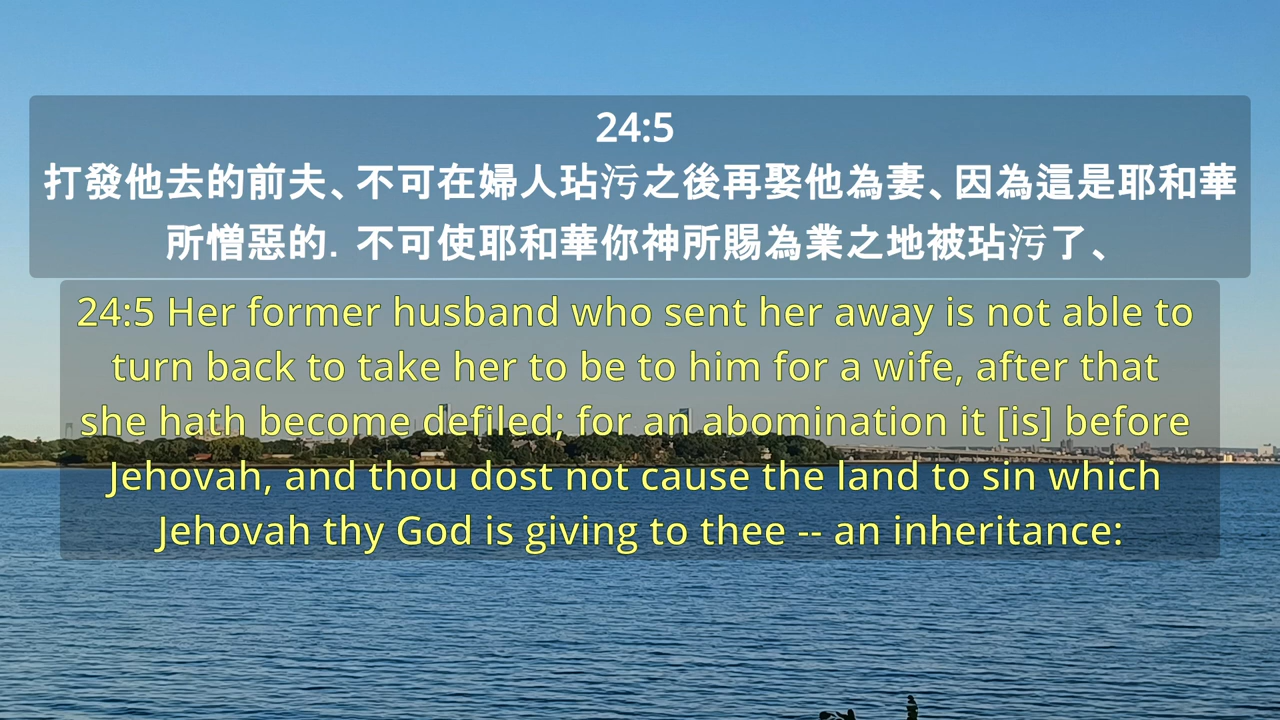 24:5
打發他去的前夫、不可在婦人玷污之後再娶他為妻、因為這是耶和華
所憎惡的. 不可使耶和華你神所賜為業之地被玷污了、
24:5 Her former husband who sent her away is not able to
turn back to take her to be to him for a wife, after that
she hath become defiled; for an abomination it [is] before
Jehovah, and thou dost not cause the land to sin which
Jehovah thy God is giving to thee -- an inheritance: